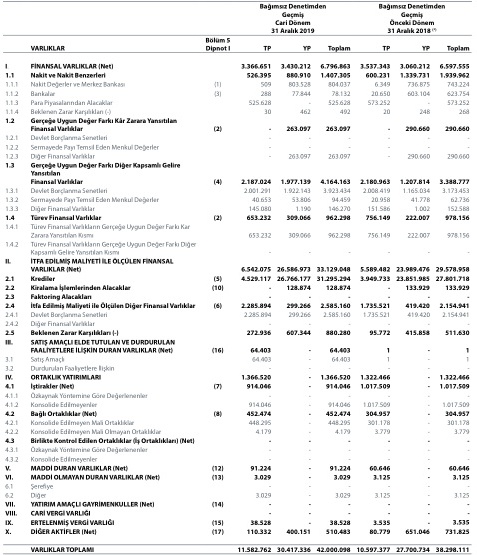 Bağımsız Denetimden Bağımsız Denetimden
Geçmiş Geçmiş
Cari Dönem Önceki Dönem
31 Aralık 2019 31 Aralık 2018 (*)
Bölüm 5
VARLIKLAR Dipnot I TP YP Toplam TP YP Toplam
I FİNANSAL VARLIKLAR (Net) 3.366.651 3.430.212 6.796.863 3.537.343 3.060.212 6.597.555
1.1 Nakit ve Nakit Benzerleri 526.395 880.910 1.407.305 600.231 1.339.731 1.939.962
1.1.1 Nakit Değerler ve Merkez Bankası (1) 509 803.528 804.037 6.349 736.875 743.224
1.1.2 Bankalar (3) 288 77.844 78.132 20.650 603.104 623.754
1.1.3 Para Piyasalarından Alacaklar 525.628 - 525.628 573.252 - 573.252
1.1.4 Beklenen Zarar Karşılıkları (-) 30 462 492 20 248 268
1.2 Gerçeğe Uygun Değer Farkı Kâr Zarara Yansıtılan
Finansal Varlıklar (2) - 263.097 263.097 - 290.660 290.660
1.2.1 Devlet Borçlanma Senetleri - - - - - -
1.2.2 Sermayede Payı Temsil Eden Menkul Değerler - - - - - -
1.2.3 Diğer Finansal Varlıklar - 263.097 263.097 - 290.660 290.660
1.3 Gerçeğe Uygun Değer Farkı Diğer Kapsamlı Gelire
Yansıtılan
Finansal Varlıklar (4) 2.187.024 1.977.139 4.164.163 2.180.963 1.207.814 3.388.777
1.3.1 Devlet Borçlanma Senetleri 2.001.291 1.922.143 3.923.434 2.008.419 1.165.034 3.173.453
1.3.2 Sermayede Payı Temsil Eden Menkul Değerler 40.653 53.806 94.459 20.958 41.778 62.736
1.3.3 Diğer Finansal Varlıklar 145.080 1.190 146.270 151.586 1.002 152.588
1.4 Türev Finansal Varlıklar (2) 653.232 309.066 962.298 756.149 222.007 978.156
1.4.1 Türev Finansal Varlıkların Gerçeğe Uygun Değer Farkı Kar
Zarara Yansıtılan Kısmı 653.232 309.066 962.298 756.149 222.007 978.156
1.4.2 Türev Finansal Varlıkların Gerçeğe Uygun Değer Farkı Diğer
Kapsamlı Gelire Yansıtılan Kısmı - - - - - -
II. İTFA EDİLMİŞ MALİYETİ İLE ÖLÇÜLEN FİNANSAL
VARLIKLAR (Net) 6.542.075 26.586.973 33.129.048 5.589.482 23.989.476 29.578.958
2.1 Krediler (5) 4.529.117 26.766.177 31.295.294 3.949.733 23.851.985 27.801.718
2.2 Kiralama İşlemlerinden Alacaklar (10) - 128.874 128.874 - 133.929 133.929
2.3 Faktoring Alacakları - - - - - -
2.4 İtfa Edilmiş Maliyeti ile Ölçülen Diğer Finansal Varlıklar (6) 2.285.894 299.266 2.585.160 1.735.521 419.420 2.154.941
2.4.1 Devlet Borçlanma Senetleri 2.285.894 299.266 2.585.160 1.735.521 419.420 2.154.941
2.4.2 Diğer Finansal Varlıklar - - - - - -
2.5 Beklenen Zarar Karşılıkları (-) 272.936 607.344 880.280 95.772 415.858 511.630
III. SATIŞ AMAÇLI ELDE TUTULAN VE DURDURULAN
FAALİYETLERE İLİŞKİN DURAN VARLIKLAR (Net) (16) 64.403 - 64.403 1 - 1
3.1 Satış Amaçlı 64.403 - 64.403 1 - 1
3.2 Durdurulan Faaliyetlere İlişkin - - - - - -
IV. ORTAKLIK YATIRIMLARI 1.366.520 - 1.366.520 1.322.466 - 1.322.466
4.1 İştirakler (Net) (7) 914.046 - 914.046 1.017.509 - 1.017.509
4.1.1 Özkaynak Yöntemine Göre Değerlenenler - - - - - -
4.1.2 Konsolide Edilmeyenler 914.046 - 914.046 1.017.509 - 1.017.509
4.2 Bağlı Ortaklıklar (Net) (8) 452.474 - 452.474 304.957 - 304.957
4.2.1 Konsolide Edilmeyen Mali Ortaklıklar 448.295 - 448.295 301.178 - 301.178
4.2.2 Konsolide Edilmeyen Mali Olmayan Ortaklıklar 4.179 - 4.179 3.779 - 3.779
4.3 Birlikte Kontrol Edilen Ortaklıklar (İş Ortaklıkları) (Net) - - - - - -
4.3.1 Özkaynak Yöntemine Göre Değerlenenler - - - - - -
4.3.2 Konsolide Edilmeyenler - - - - - -
V. MADDİ DURAN VARLIKLAR (Net) (12) 91.224 - 91.224 60.646 - 60.646
VI. MADDİ OLMAYAN DURAN VARLIKLAR (Net) (13) 3.029 - 3.029 3.125 - 3.125
6.1 Şerefiye - - - - - -
6.2 Diğer 3.029 - 3.029 3.125 - 3.125
VII. YATIRIM AMAÇLI GAYRİMENKULLER (Net) (14) - - - - - -
VIII. CARİ VERGİ VARLIĞI - - - - - -
IX. ERTELENMİŞ VERGİ VARLIĞI (15) 38.528 - 38.528 3.535 - 3.535
X. DİĞER AKTİFLER (Net) (17) 110.332 400.151 510.483 80.779 651.046 731.825
VARLIKLAR TOPLAMI 11.582.762 30.417.336 42.000.098 10.597.377 27.700.734 38.298.111